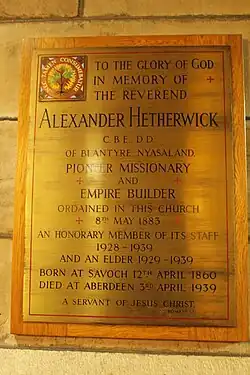 TO THE GLORY OF GOD
IN MEMORY OF
THE REVEREND
ALEXANDER HETHERWICK
C.B.E. D.D.
OF BLANTYRE, NYASALAND,
PIONEER MISSIONARY
AND
EMPIRE BUILDER
ORDAINED IN THIS CHURCH
8TH MAY 1883
AN HONORARY MEMBER OF ITS STAFF
1928-1939
AND AN ELDER 1929-1939
BORN AT SAVOCH 12TH APRIL 1860
DIED AT ABERDEEN 3RD APRIL 1939
A SERVANT OF JESUS CHRIST.